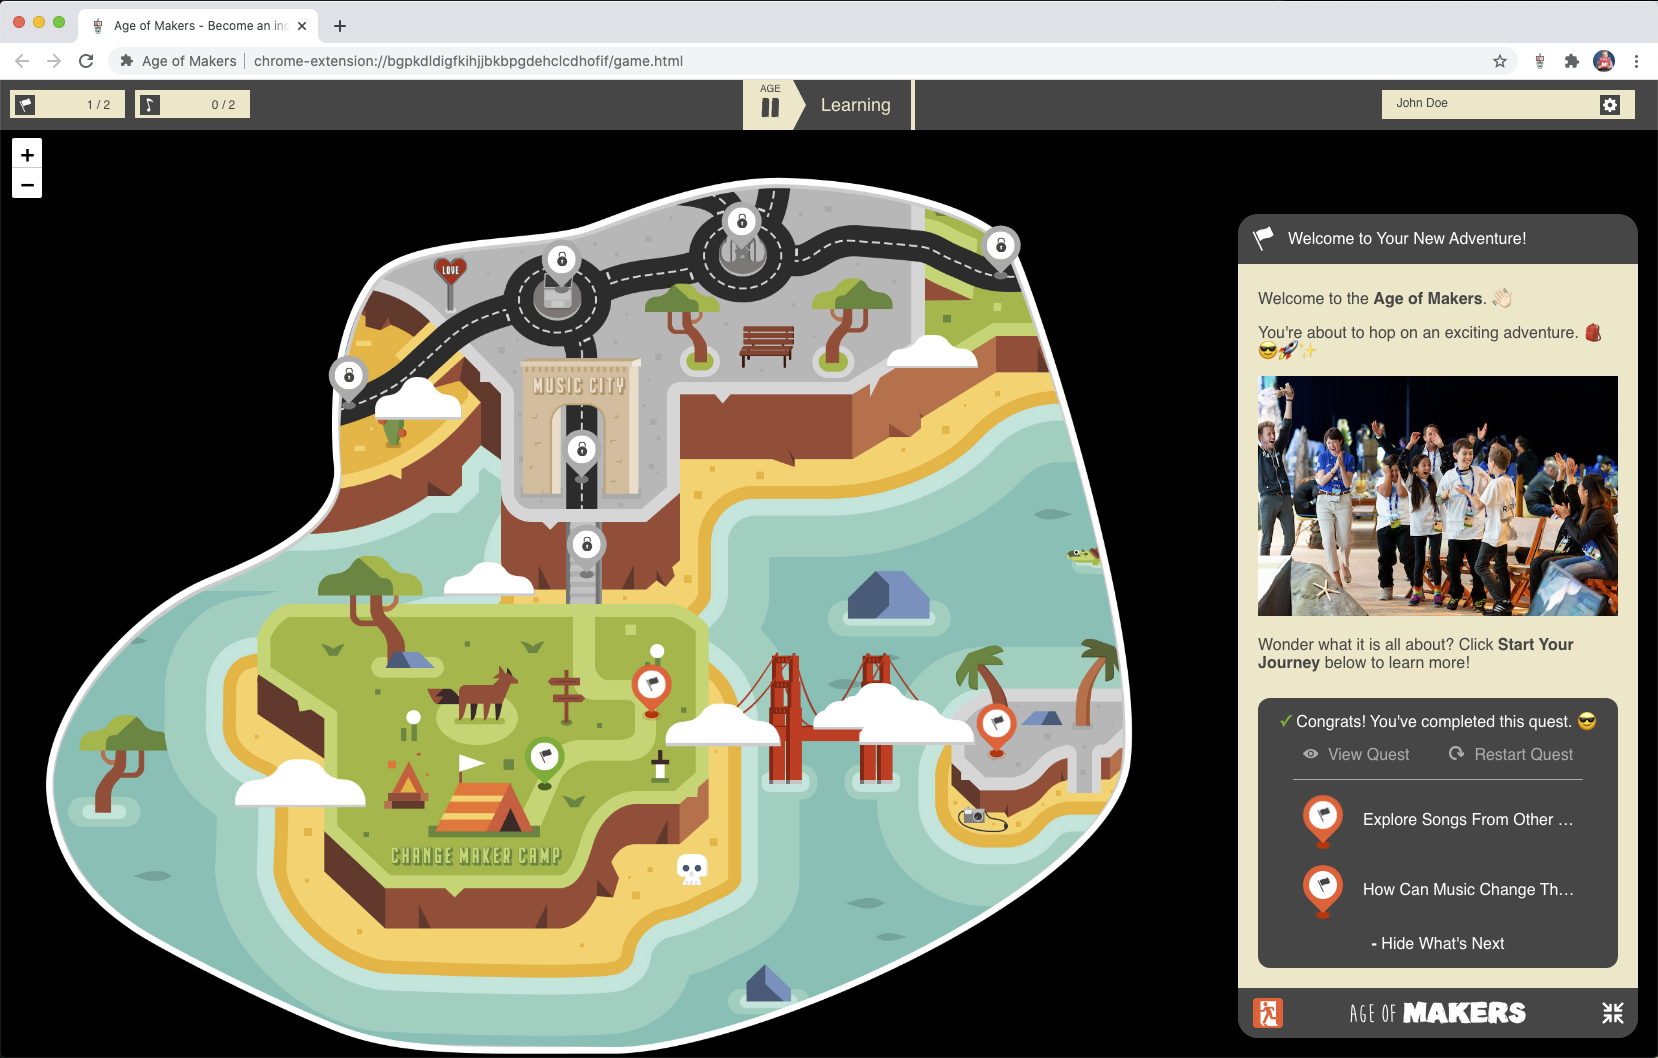 Age of Makers - Become an inc
Age of Makers
chrome-extension://bgpkdldigfkihjjbkbpgdehclcdhofif/game.html
1 / 2
0 / 2
AGE
Learning
John Doe
+
−
LOVE
MUSIC CITY
CHANGE MAKER CAMP
Welcome to Your New Adventure!
Welcome to the Age of Makers. 👏🏻
You're about to hop on an exciting adventure. 🎒
😎🚀✨
Wonder what it is all about? Click Start Your
Journey below to learn more!
✓Congrats! You've completed this quest. 😎
View Quest
Restart Quest
Explore Songs From Other ...
How Can Music Change Th...
- Hide What's Next
AGE OF MAKERS